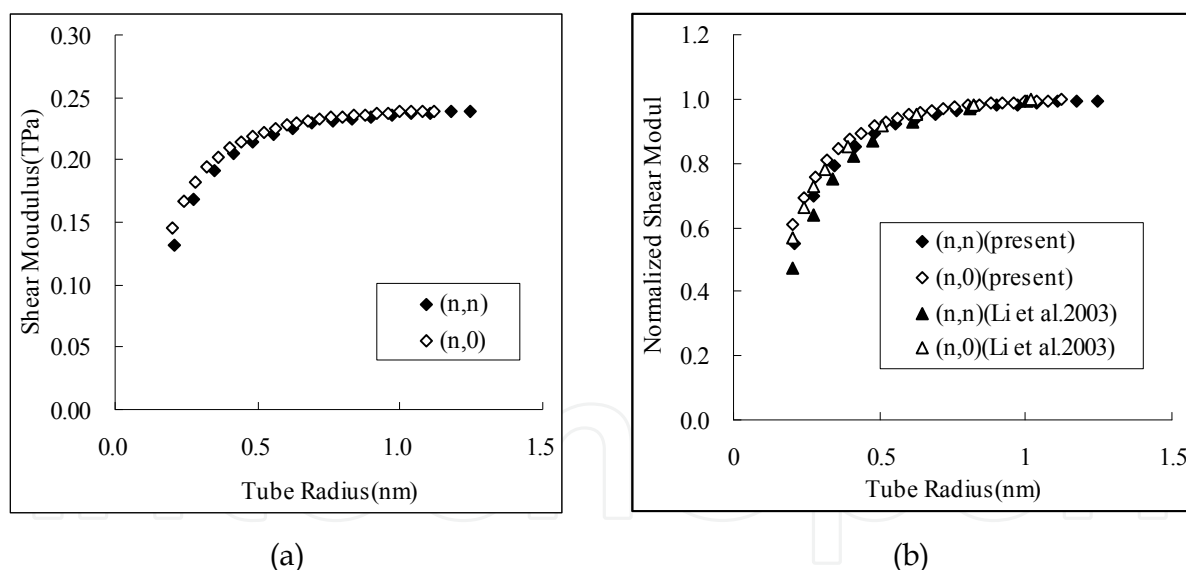 0.30
0.25
0.20
0.15
0.10
0.05
0.00
Shear Moudulus(TPa)
(n,n)
(n,0)
0.0 0.5 1.0 1.5
Tube Radius(nm)
(a)
1.2
1.0
0.8
0.6
0.4
0.2
0.0
Normalized Shear Modul
(n,n)(present)
(n,0)(present)
(n,n)(Li et al.2003)
(n,0)(Li et al.2003)
0 0.5 1 1.5
Tube Radius(nm)
(b)